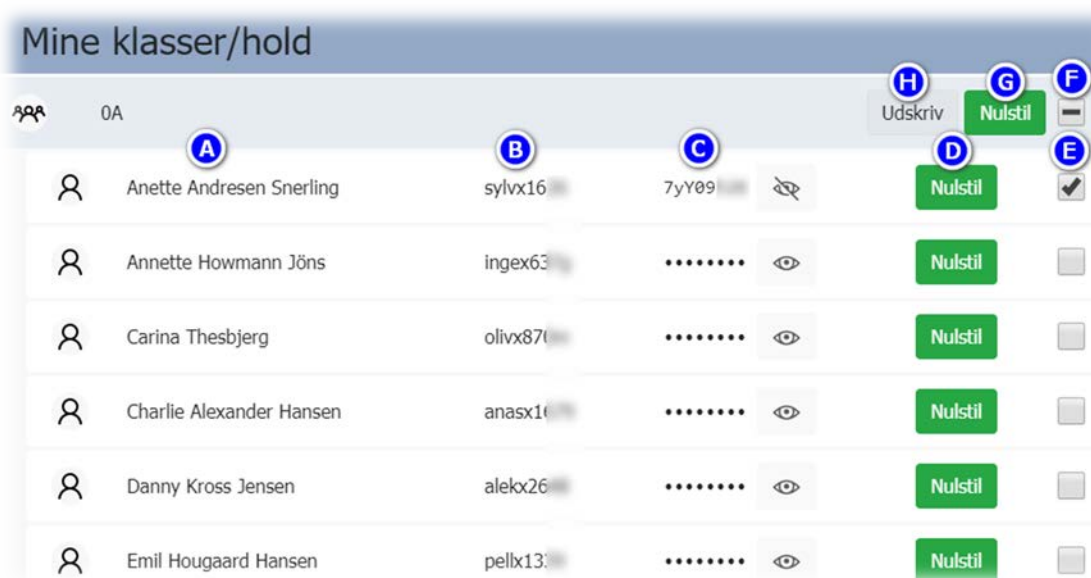 Mine klasser/hold
H G F
0A Udskriv Nulstil
A B C D E
Anette Andresen Snerling sylvx16 7yY09 Nulstil
Annette Howmann Jöns ingex63 •••••••• Nulstil
Carina Thesbjerg olivx87 •••••••• Nulstil
Charlie Alexander Hansen anasx1 •••••••• Nulstil
Danny Kross Jensen alekx26 •••••••• Nulstil
Emil Hougaard Hansen pellx13 •••••••• Nulstil